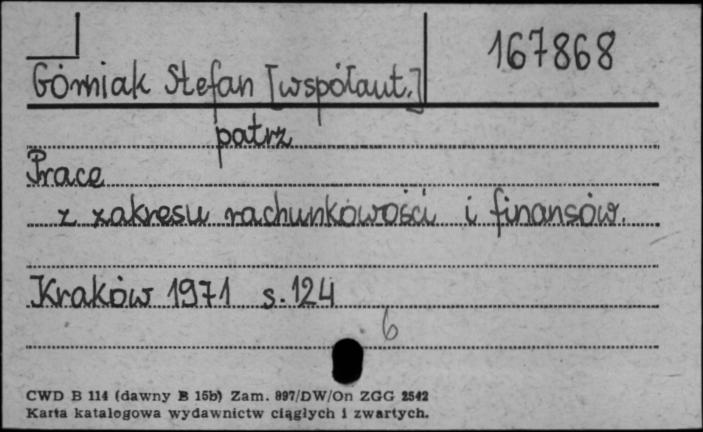 167868
Górniak Stefan [współaut.]
patrz
Prace
z zakresu rachunkowości i finansów.
Kraków 1971 s. 124
6
CWD B 114 (dawny B 15b) Zam. 897/DW/On ZGG 2542
Karta katalogowa wydawnictw ciągłych i zwartych.